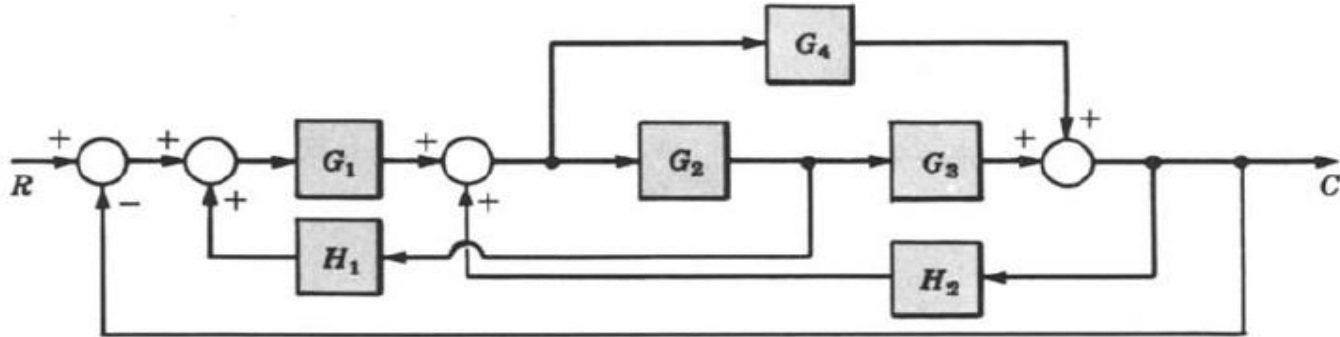 G₄
+
+ + + + 
R G₁ G₂ G₃ C
− + +
H₁ H₂